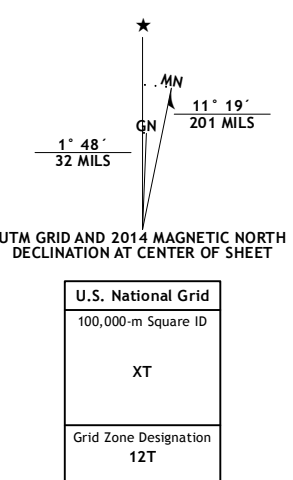 ★
MN
GN
11° 19´
201 MILS
1° 48´
32 MILS
UTM GRID AND 2014 MAGNETIC NORTH
DECLINATION AT CENTER OF SHEET
U.S. National Grid
100,000-m Square ID
XT
Grid Zone Designation
12T